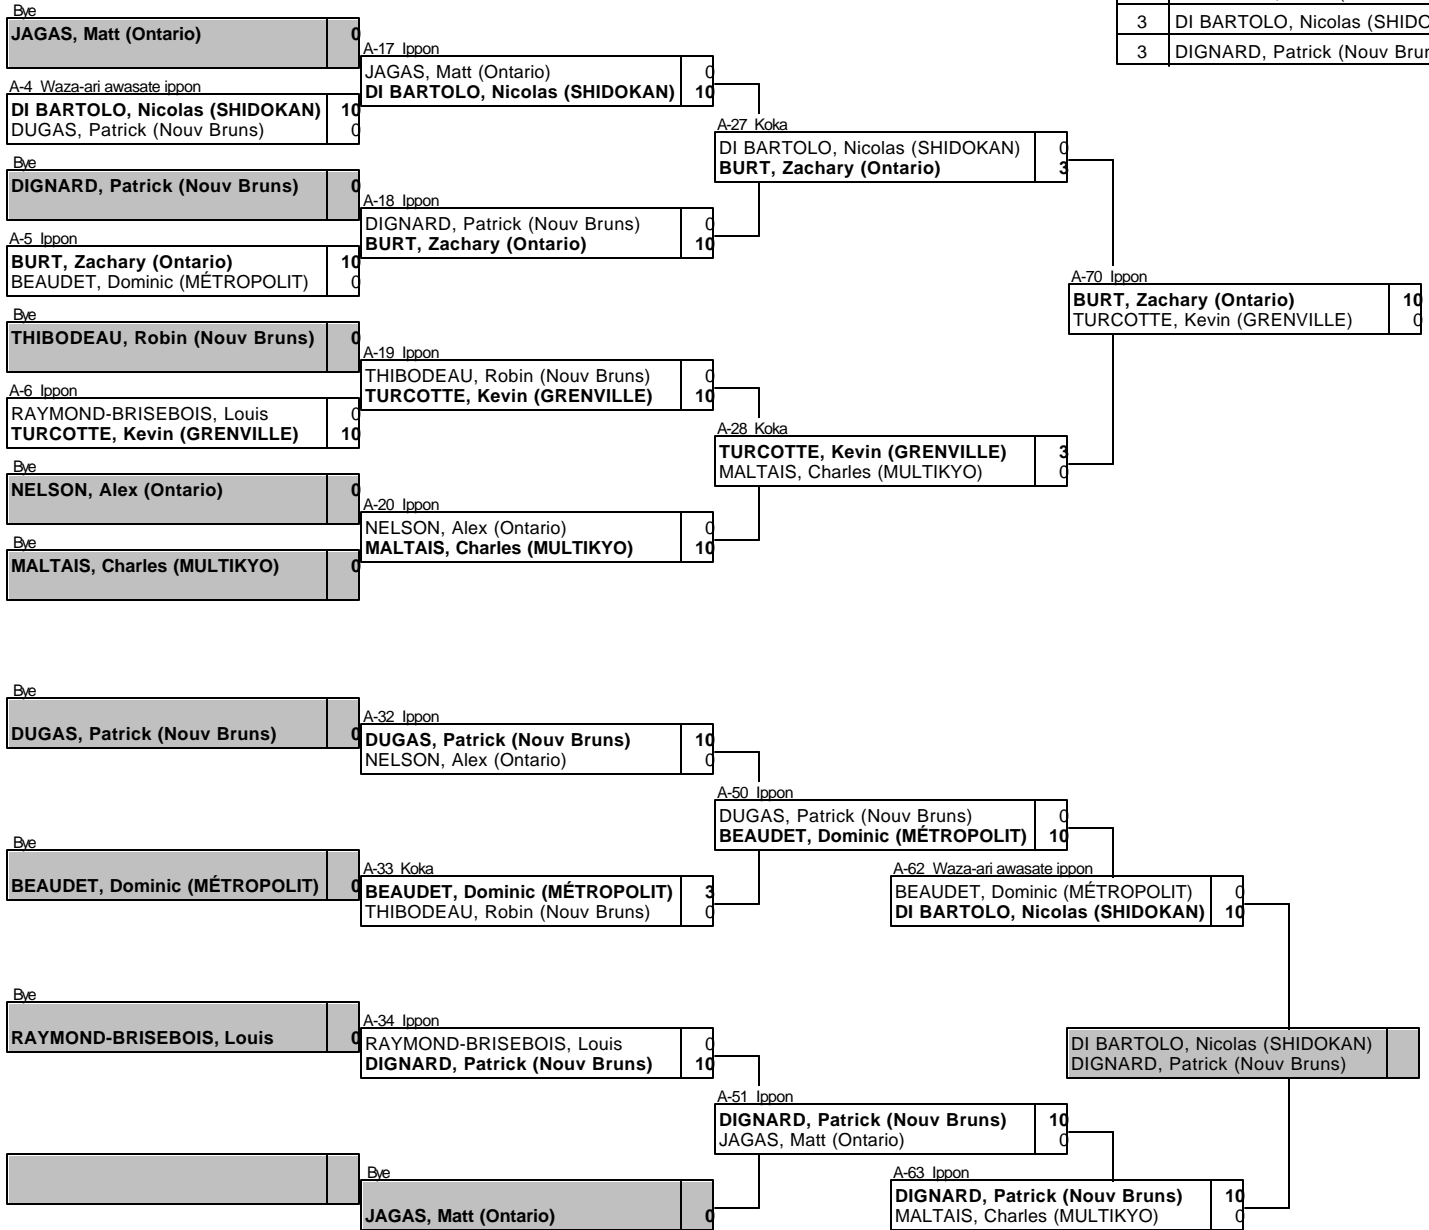 3 DI BARTOLO, Nicolas (SHIDO
3 DIGNARD, Patrick (Nouv Brun
Bye
JAGAS, Matt (Ontario) 0
A-4 Waza-ari awasate ippon
DI BARTOLO, Nicolas (SHIDOKAN) 10
DUGAS, Patrick (Nouv Bruns) 0
Bye
DIGNARD, Patrick (Nouv Bruns) 0
A-5 Ippon
BURT, Zachary (Ontario) 10
BEAUDET, Dominic (MÉTROPOLIT) 0
Bye
THIBODEAU, Robin (Nouv Bruns) 0
A-6 Ippon
RAYMOND-BRISEBOIS, Louis 0
TURCOTTE, Kevin (GRENVILLE) 10
Bye
NELSON, Alex (Ontario) 0
Bye
MALTAIS, Charles (MULTIKYO) 0
A-17 Ippon
JAGAS, Matt (Ontario) 0
DI BARTOLO, Nicolas (SHIDOKAN) 10
A-18 Ippon
DIGNARD, Patrick (Nouv Bruns) 0
BURT, Zachary (Ontario) 10
A-19 Ippon
THIBODEAU, Robin (Nouv Bruns) 0
TURCOTTE, Kevin (GRENVILLE) 10
A-20 Ippon
NELSON, Alex (Ontario) 0
MALTAIS, Charles (MULTIKYO) 10
A-27 Koka
DI BARTOLO, Nicolas (SHIDOKAN) 0
BURT, Zachary (Ontario) 3
A-28 Koka
TURCOTTE, Kevin (GRENVILLE) 3
MALTAIS, Charles (MULTIKYO) 0
A-70 Ippon
BURT, Zachary (Ontario) 10
TURCOTTE, Kevin (GRENVILLE) 0
Bye
DUGAS, Patrick (Nouv Bruns) 0
Bye
BEAUDET, Dominic (MÉTROPOLIT) 0
Bye
RAYMOND-BRISEBOIS, Louis 0
A-32 Ippon
DUGAS, Patrick (Nouv Bruns) 10
NELSON, Alex (Ontario) 0
A-33 Koka
BEAUDET, Dominic (MÉTROPOLIT) 3
THIBODEAU, Robin (Nouv Bruns) 0
A-34 Ippon
RAYMOND-BRISEBOIS, Louis 0
DIGNARD, Patrick (Nouv Bruns) 10
Bye
JAGAS, Matt (Ontario) 0
A-50 Ippon
DUGAS, Patrick (Nouv Bruns) 0
BEAUDET, Dominic (MÉTROPOLIT) 10
A-51 Ippon
DIGNARD, Patrick (Nouv Bruns) 10
JAGAS, Matt (Ontario) 0
A-62 Waza-ari awasate ippon
BEAUDET, Dominic (MÉTROPOLIT) 0
DI BARTOLO, Nicolas (SHIDOKAN) 10
A-63 Ippon
DIGNARD, Patrick (Nouv Bruns) 10
MALTAIS, Charles (MULTIKYO) 0
DI BARTOLO, Nicolas (SHIDOKAN)
DIGNARD, Patrick (Nouv Bruns)